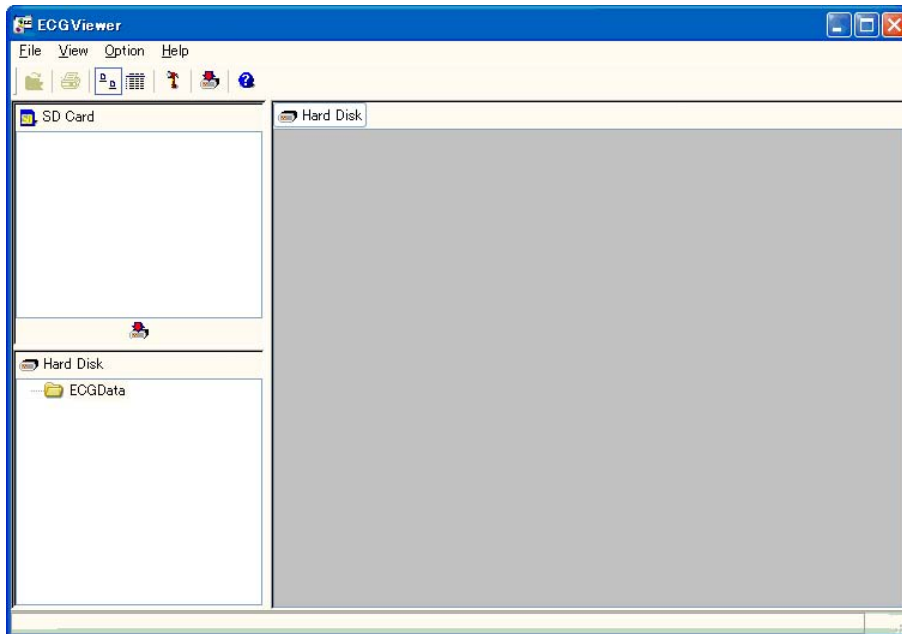 ECGViewer
File View Option Help
SD Card
Hard Disk
Hard Disk
ECGData